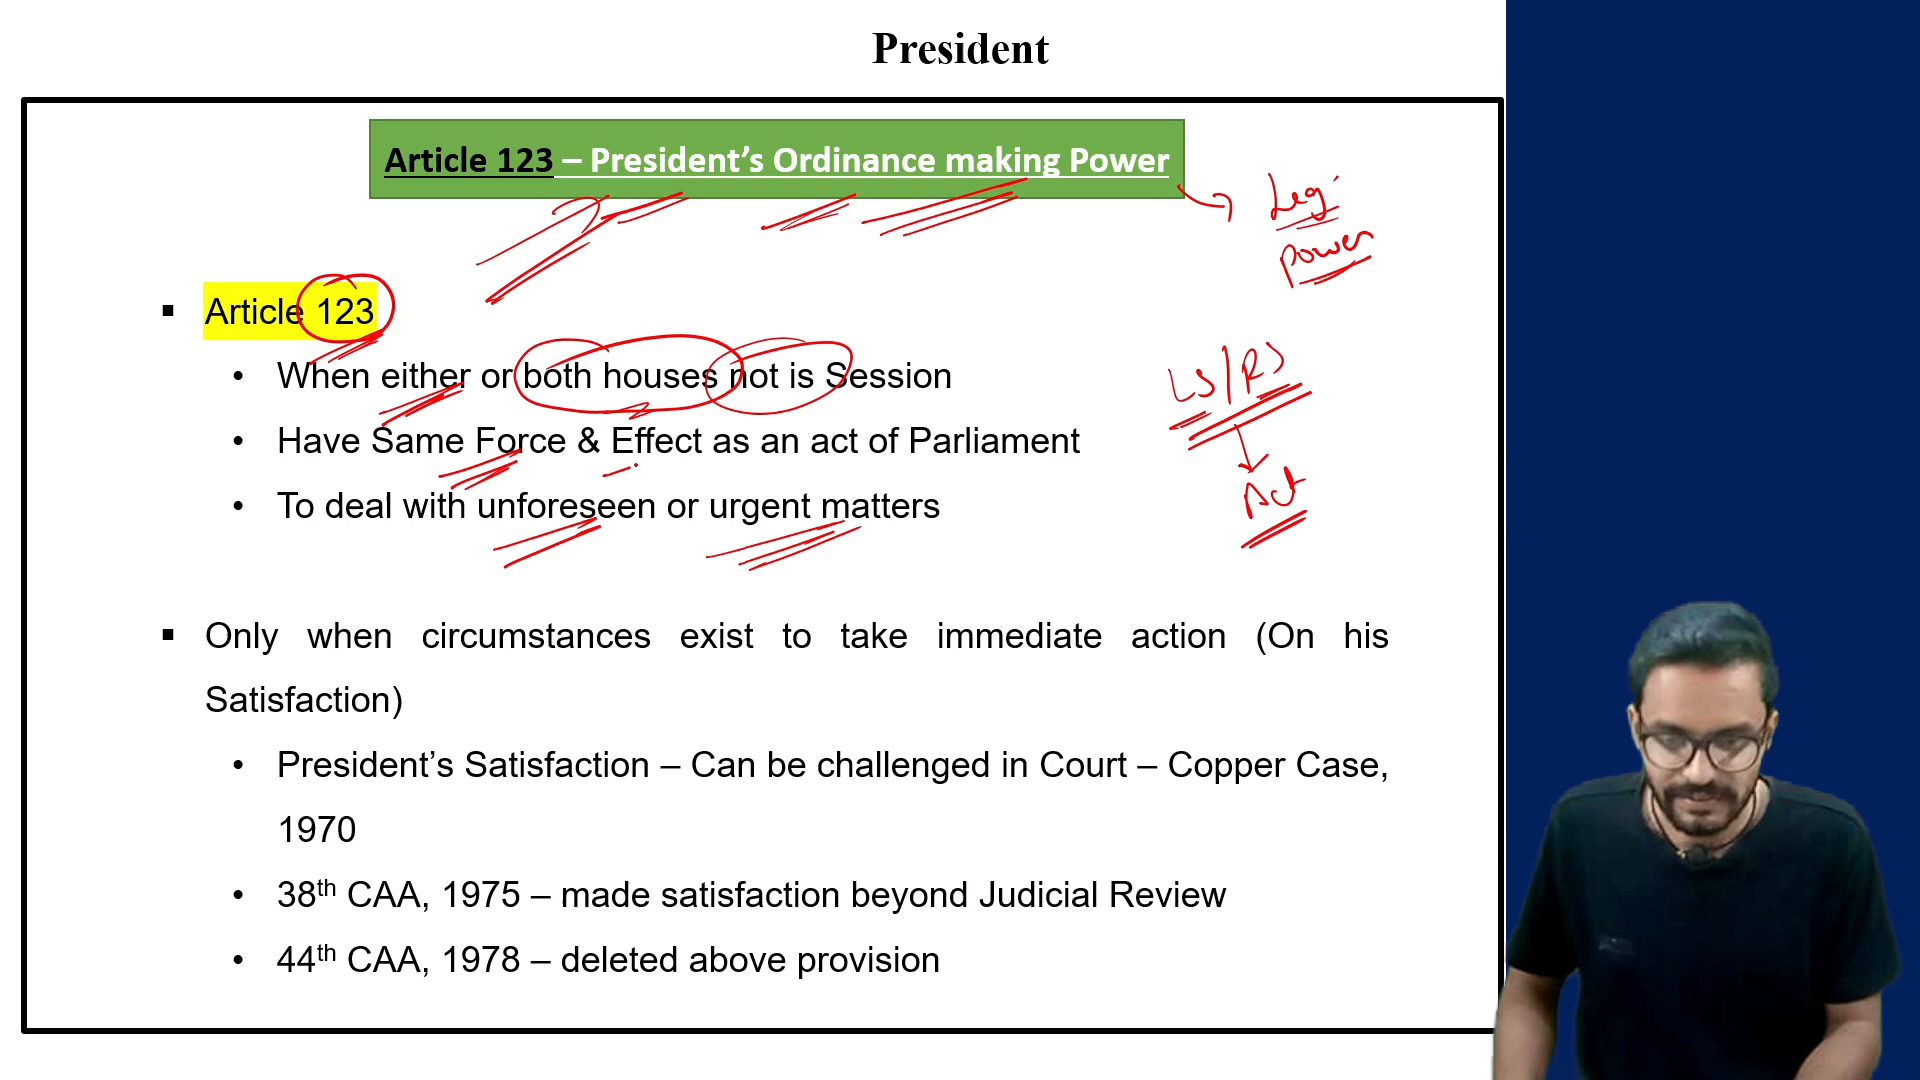 President
Article 123 – President’s Ordinance making Power
Leg.
power
▪ Article 123
• When either or both houses not is Session
LS/RS
• Have Same Force & Effect as an act of Parliament
Act
• To deal with unforeseen or urgent matters
▪ Only when circumstances exist to take immediate action (On his
Satisfaction)
• President’s Satisfaction – Can be challenged in Court – Copper Case,
1970
• 38th CAA, 1975 – made satisfaction beyond Judicial Review
• 44th CAA, 1978 – deleted above provision